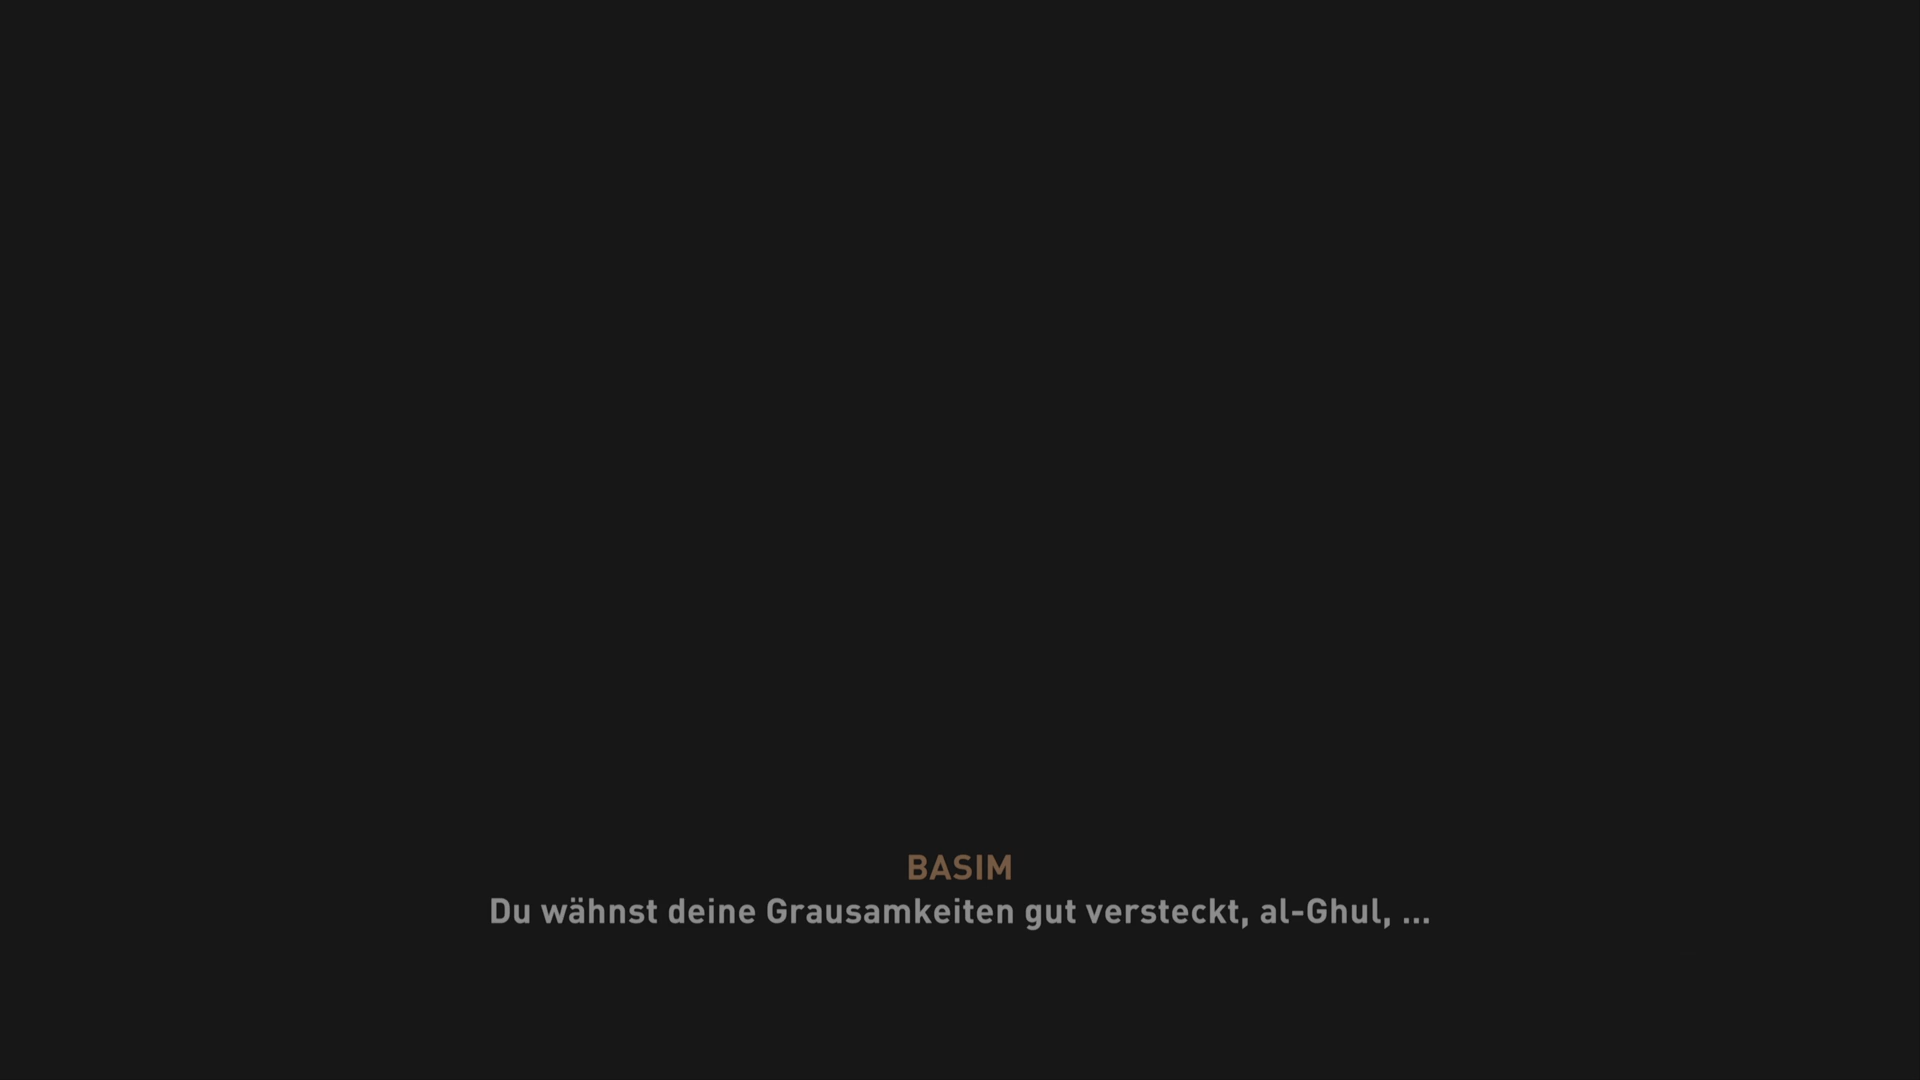 BASIM
Du wähnst deine Grausamkeiten gut versteckt, al-Ghul, ...